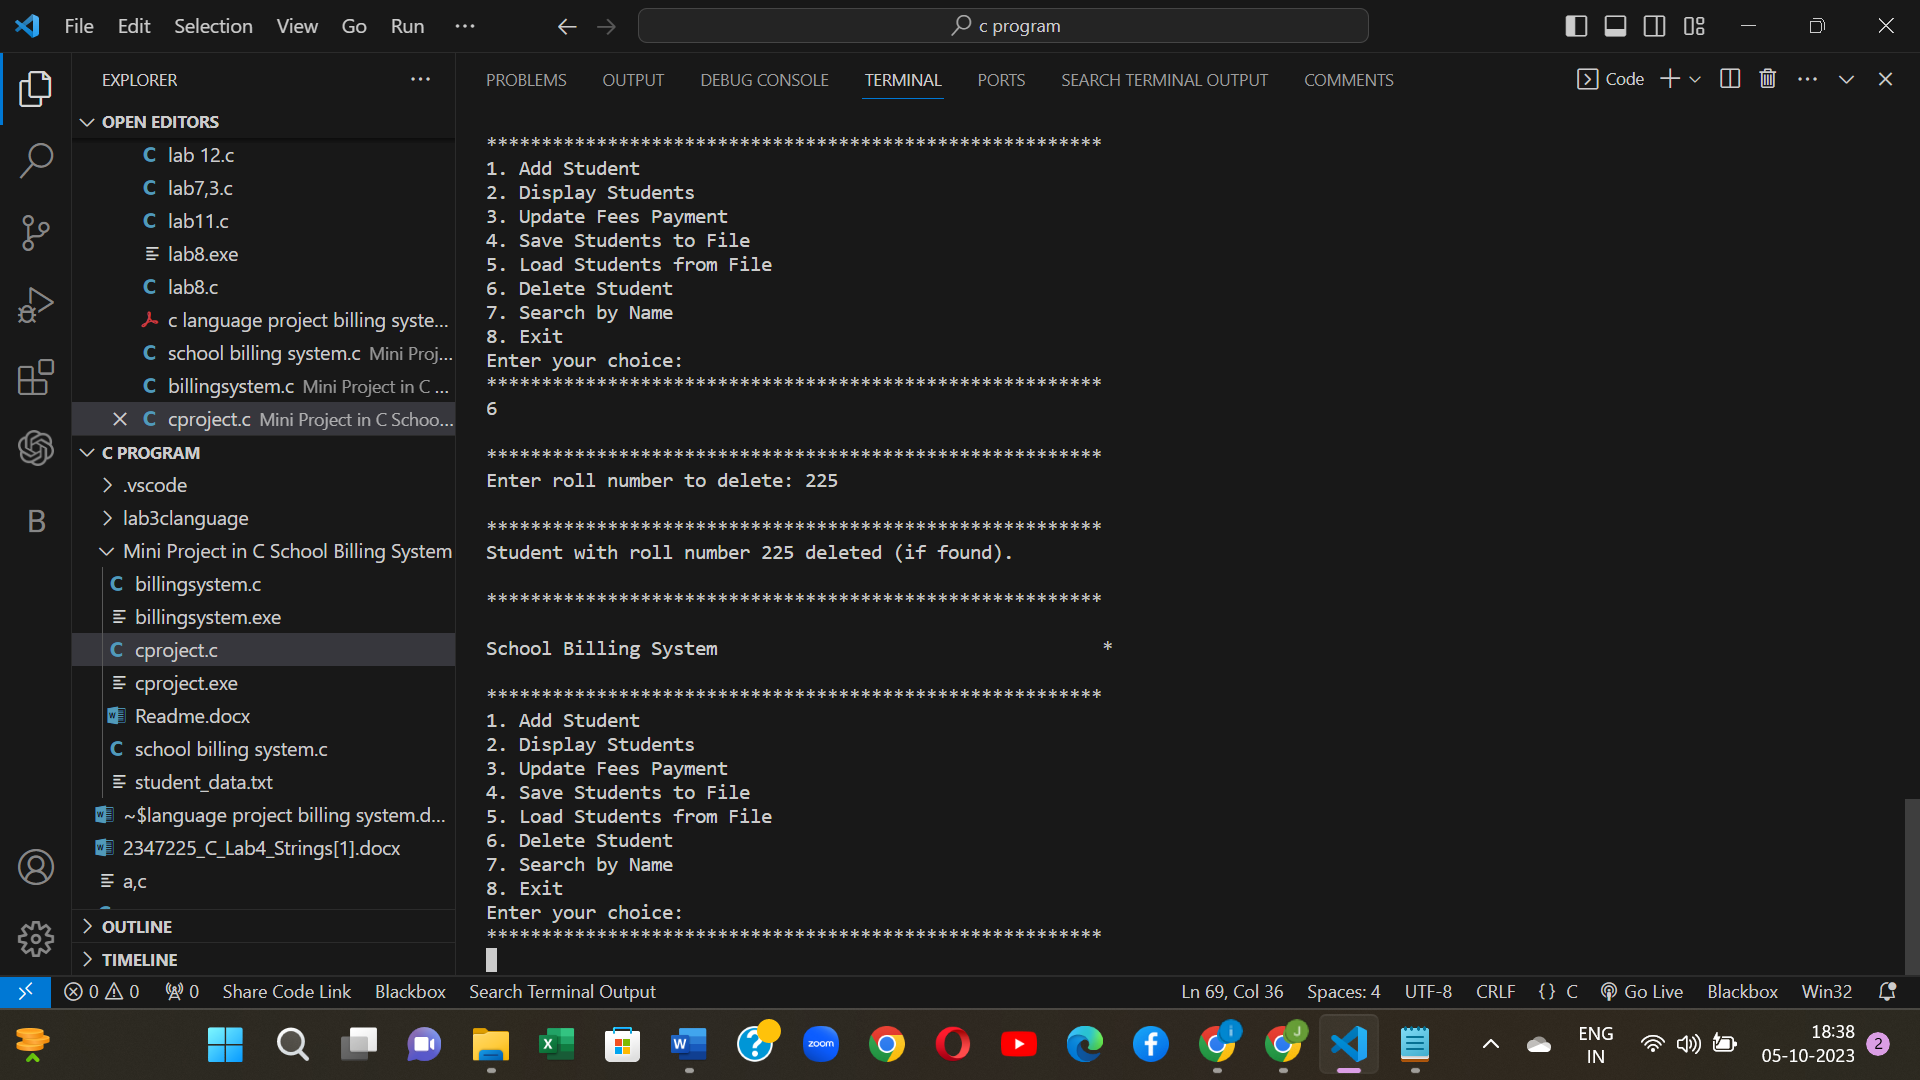 File Edit Selection View Go Run ··· c program
EXPLORER ···
OPEN EDITORS
C lab 12.c
C lab7,3.c
C lab11.c
lab8.exe
C lab8.c
c language project billing syste...
C school billing system.c Mini Proj...
C billingsystem.c Mini Project in C ...
C cproject.c Mini Project in C Schoo...
C PROGRAM
.vscode
lab3clanguage
Mini Project in C School Billing System
C billingsystem.c
billingsystem.exe
C cproject.c
cproject.exe
Readme.docx
C school billing system.c
student_data.txt
~$language project billing system.d...
2347225_C_Lab4_Strings[1].docx
a,c
OUTLINE
TIMELINE
B
PROBLEMS OUTPUT DEBUG CONSOLE TERMINAL PORTS SEARCH TERMINAL OUTPUT COMMENTS Code
********************************************************
1. Add Student
2. Display Students
3. Update Fees Payment
4. Save Students to File
5. Load Students from File
6. Delete Student
7. Search by Name
8. Exit
Enter your choice:
********************************************************
6
********************************************************
Enter roll number to delete: 225
********************************************************
Student with roll number 225 deleted (if found).
********************************************************
School Billing System *
********************************************************
1. Add Student
2. Display Students
3. Update Fees Payment
4. Save Students to File
5. Load Students from File
6. Delete Student
7. Search by Name
8. Exit
Enter your choice:
********************************************************
0 0 0 Share Code Link Blackbox Search Terminal Output Ln 69, Col 36 Spaces: 4 UTF-8 CRLF {} C Go Live Blackbox Win32
zoom
ENG
IN
18:38
05-10-2023
2